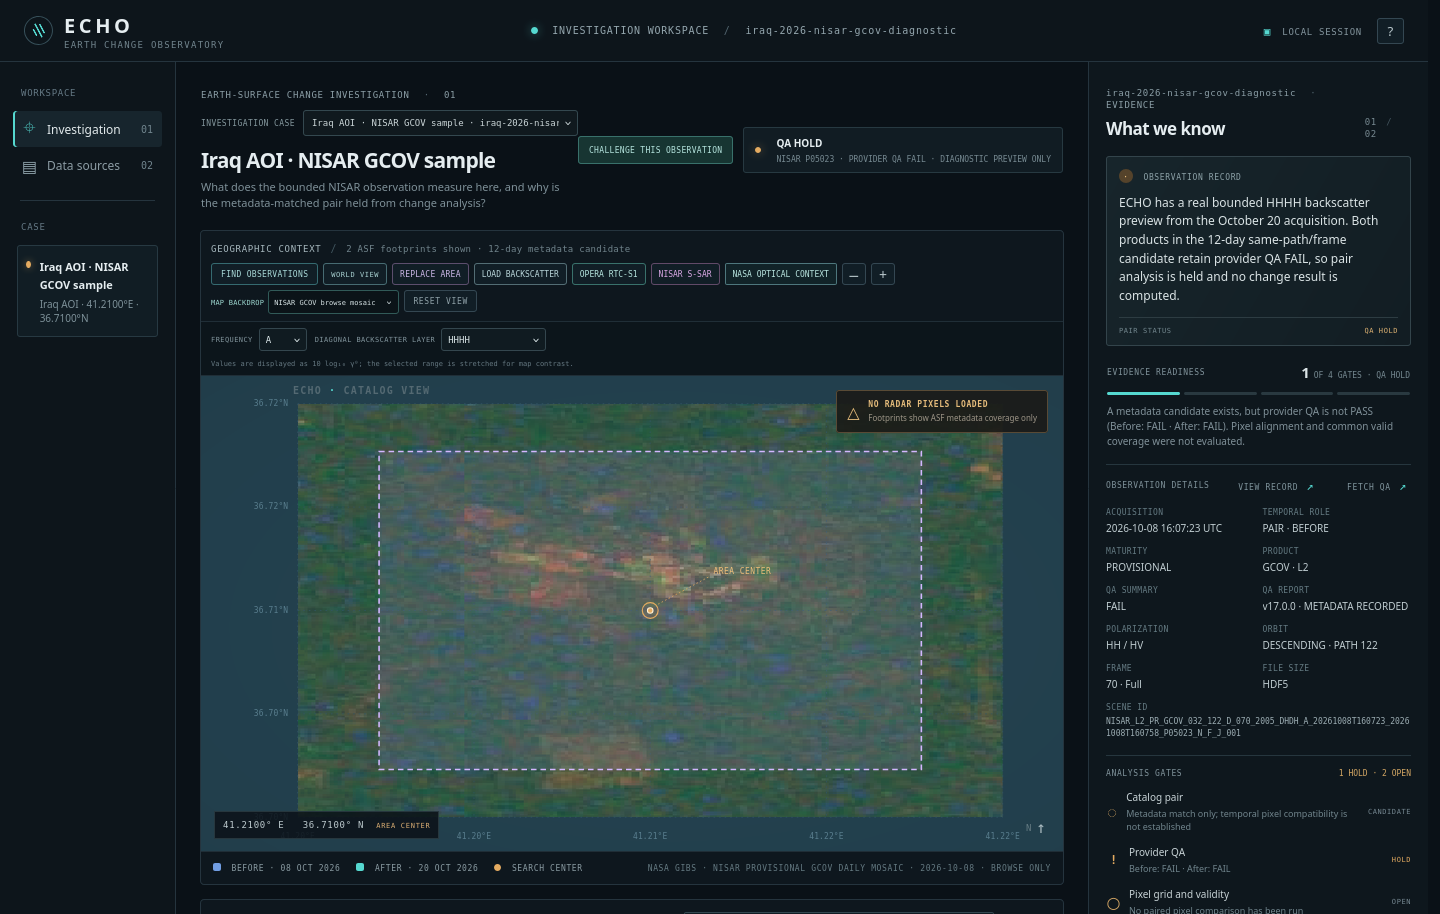 ECHO
EARTH CHANGE OBSERVATORY
INVESTIGATION WORKSPACE / iraq-2026-nisar-gcov-diagnostic
LOCAL SESSION
?
WORKSPACE
Investigation 01
Data sources 02
CASE
Iraq AOI · NISAR
GCOV sample
Iraq AOI · 41.2100°E ·
36.7100°N
EARTH-SURFACE CHANGE INVESTIGATION · 01
INVESTIGATION CASE Iraq AOI · NISAR GCOV sample · iraq-2026-nisar
Iraq AOI · NISAR GCOV sample
What does the bounded NISAR observation measure here, and why is
the metadata-matched pair held from change analysis?
CHALLENGE THIS OBSERVATION
QA HOLD
NISAR P05023 · PROVIDER QA FAIL · DIAGNOSTIC PREVIEW ONLY
GEOGRAPHIC CONTEXT / 2 ASF footprints shown · 12-day metadata candidate
FIND OBSERVATIONS WORLD VIEW REPLACE AREA LOAD BACKSCATTER OPERA RTC-S1 NISAR S-SAR NASA OPTICAL CONTEXT — +
MAP BACKDROP NISAR GCOV browse mosaic RESET VIEW
FREQUENCY A DIAGONAL BACKSCATTER LAYER HHHH
Values are displayed as 10 log₁₀ γ⁰; the selected range is stretched for map contrast.
ECHO · CATALOG VIEW
NO RADAR PIXELS LOADED
Footprints show ASF metadata coverage only
36.72°N
36.72°N
36.71°N
36.70°N
AREA CENTER
41.2100° E 36.7100° N AREA CENTER
41.20°E 41.21°E 41.22°E 41.22°E N ↑
BEFORE · 08 OCT 2026 AFTER · 20 OCT 2026 SEARCH CENTER NASA GIBS · NISAR PROVISIONAL GCOV DAILY MOSAIC · 2026-10-08 · BROWSE ONLY
iraq-2026-nisar-gcov-diagnostic ·
EVIDENCE
What we know
01 /
02
OBSERVATION RECORD
ECHO has a real bounded HHHH backscatter
preview from the October 20 acquisition. Both
products in the 12-day same-path/frame
candidate retain provider QA FAIL, so pair
analysis is held and no change result is
computed.
PAIR STATUS QA HOLD
EVIDENCE READINESS 1 OF 4 GATES · QA HOLD
A metadata candidate exists, but provider QA is not PASS
(Before: FAIL · After: FAIL). Pixel alignment and common valid
coverage were not evaluated.
OBSERVATION DETAILS VIEW RECORD ↗ FETCH QA ↗
ACQUISITION TEMPORAL ROLE
2026-10-08 16:07:23 UTC PAIR · BEFORE
MATURITY PRODUCT
PROVISIONAL GCOV · L2
QA SUMMARY QA REPORT
FAIL v17.0.0 · METADATA RECORDED
POLARIZATION ORBIT
HH / HV DESCENDING · PATH 122
FRAME FILE SIZE
70 · Full HDF5
SCENE ID
NISAR_L2_PR_GCOV_032_122_D_070_2005_DHDH_A_20261008T160723_2026
1008T160758_P05023_N_F_J_001
ANALYSIS GATES 1 HOLD · 2 OPEN
Catalog pair
Metadata match only; temporal pixel compatibility is
not established
CANDIDATE
! Provider QA
Before: FAIL · After: FAIL
HOLD
Pixel grid and validity
No paired pixel comparison has been run
OPEN